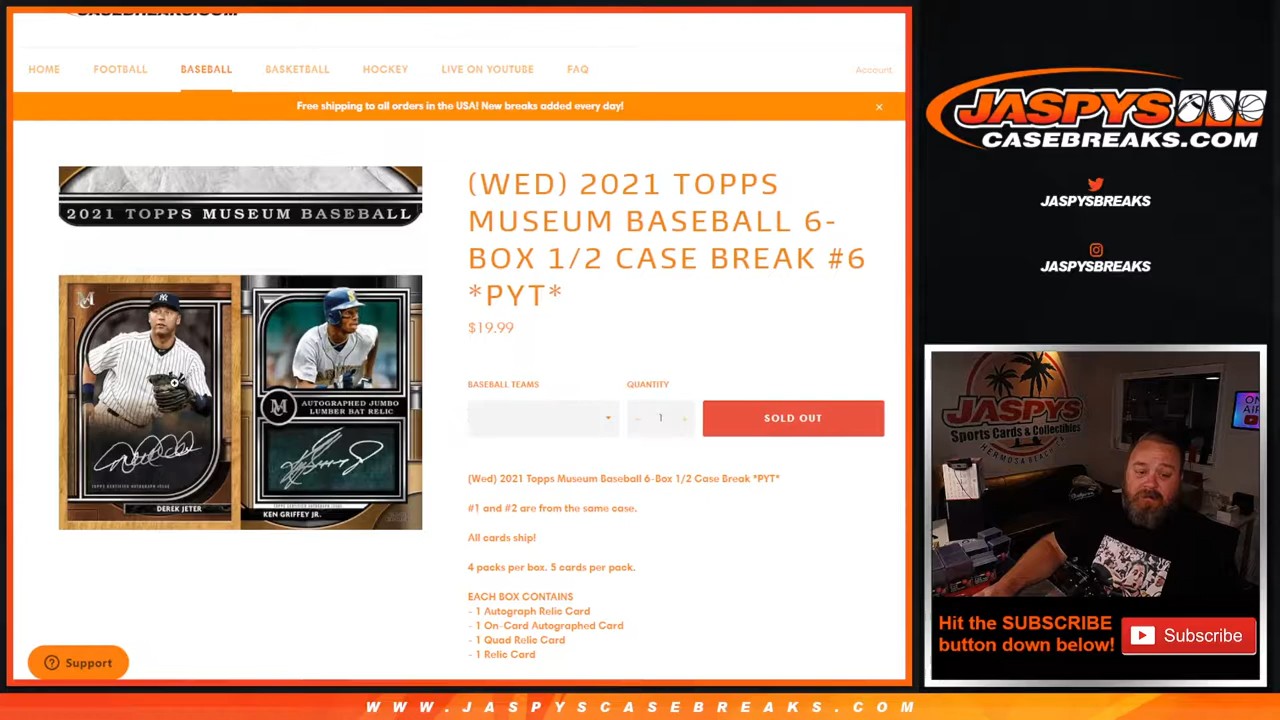 CASEBREAKS.COM
HOME FOOTBALL BASEBALL BASKETBALL HOCKEY LIVE ON YOUTUBE FAQ Account
Free shipping to all orders in the USA! New breaks added every day! ×
2021 TOPPS MUSEUM BASEBALL
DEREK JETER
AUTOGRAPHED JUMBO
LUMBER BAT RELIC
KEN GRIFFEY JR.
(WED) 2021 TOPPS
MUSEUM BASEBALL 6-
BOX 1/2 CASE BREAK #6
*PYT*
$19.99
BASEBALL TEAMS QUANTITY
- 1 + SOLD OUT
(Wed) 2021 Topps Museum Baseball 6-Box 1/2 Case Break *PYT*
#1 and #2 are from the same case.
All cards ship!
4 packs per box. 5 cards per pack.
EACH BOX CONTAINS
- 1 Autograph Relic Card
- 1 On-Card Autographed Card
- 1 Quad Relic Card
- 1 Relic Card
Support
JASPYS
CASEBREAKS.COM
JASPYSBREAKS
JASPYSBREAKS
JASPYS
Sports Cards & Collectibles
HERMOSA BEACH
ON
AIR
Hit the SUBSCRIBE
button down below!
Subscribe
WWW.JASPYSCASEBREAKS.COM